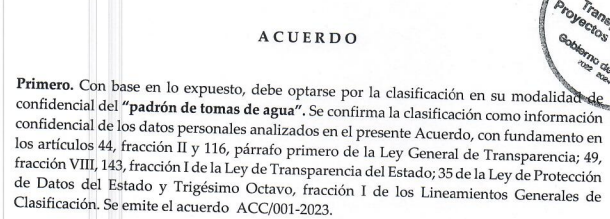 Trans
Proyectos
Gobierno de
2022
ACUERDO
Primero. Con base en lo expuesto, debe optarse por la clasificación en su modalidad de
confidencial del "padrón de tomas de agua". Se confirma la clasificación como información
confidencial de los datos personales analizados en el presente Acuerdo, con fundamento en
los artículos 44, fracción II y 116, párrafo primero de la Ley General de Transparencia; 49,
fracción VIII, 143, fracción I de la Ley de Transparencia del Estado; 35 de la Ley de Protección
de Datos del Estado y Trigésimo Octavo, fracción I de los Lineamientos Generales de
Clasificación. Se emite el acuerdo ACC/001-2023.